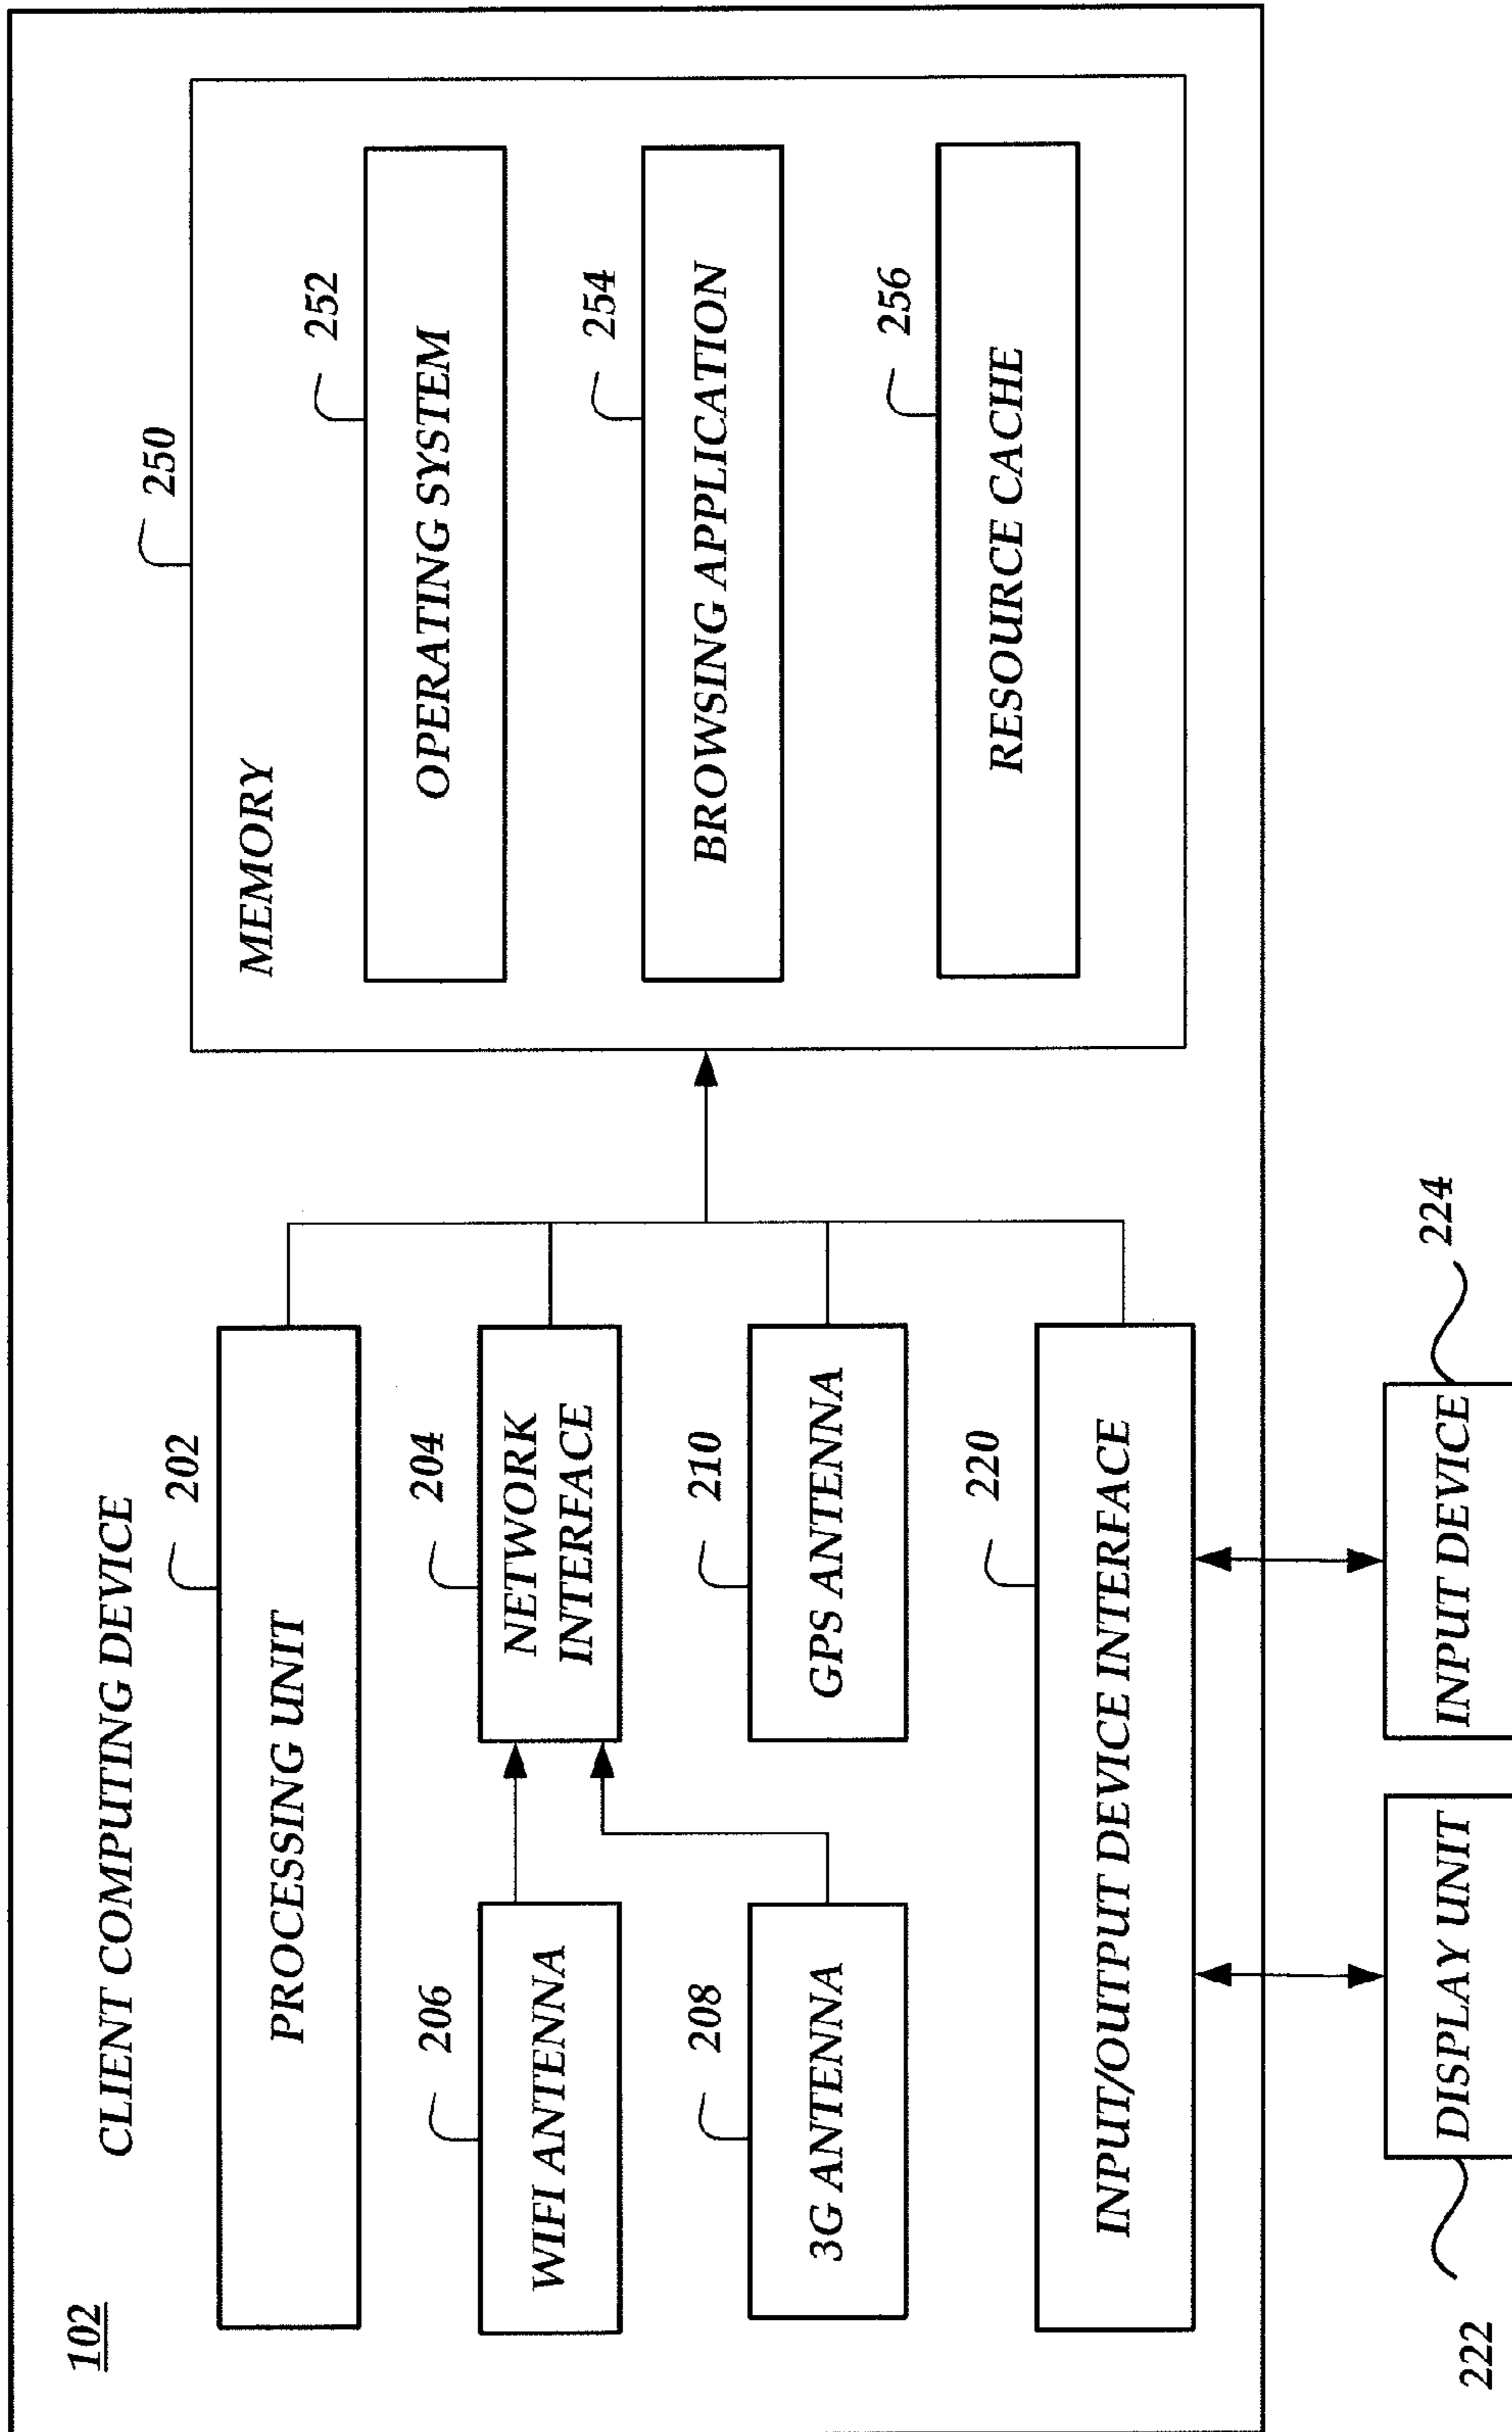 102
CLIENT COMPUTING DEVICE
202
PROCESSING UNIT
206
WIFI ANTENNA
204
NETWORK
INTERFACE
208
3G ANTENNA
210
GPS ANTENNA
220
INPUT/OUTPUT DEVICE INTERFACE
222
DISPLAY UNIT
INPUT DEVICE
224
250
MEMORY
252
OPERATING SYSTEM
254
BROWSING APPLICATION
256
RESOURCE CACHE